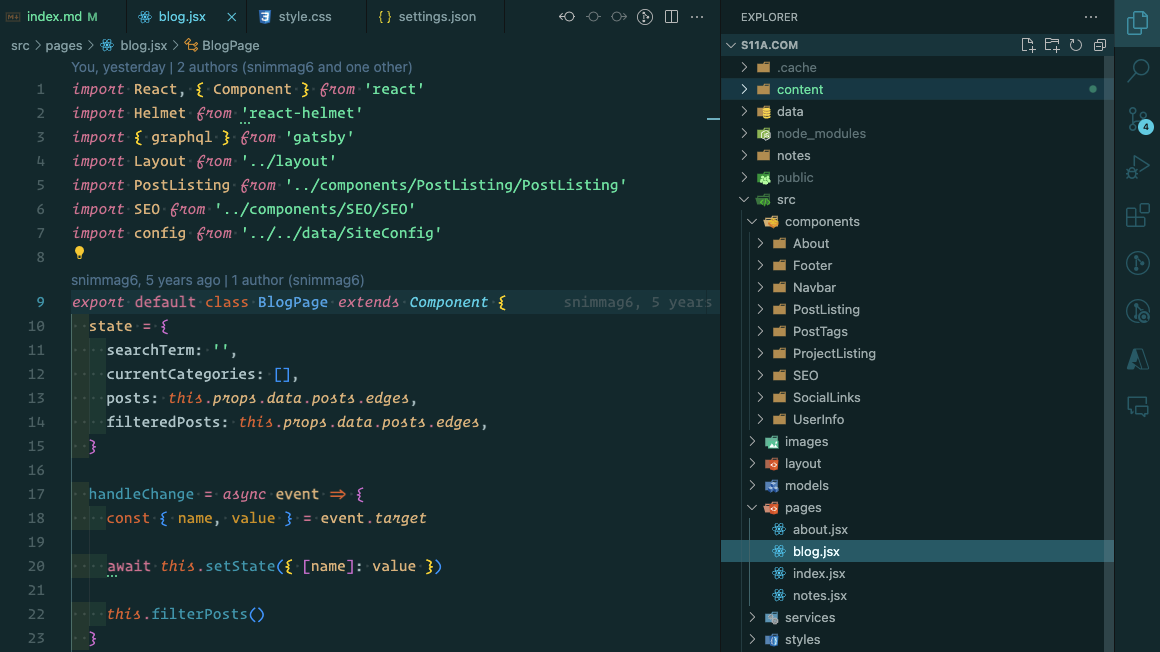 index.md M blog.jsx style.css { } settings.json
src > pages > blog.jsx > BlogPage
You, yesterday | 2 authors (snimmag6 and one other)
1 import React, { Component } from 'react'
2 import Helmet from 'react-helmet'
3 import { graphql } from 'gatsby'
4 import Layout from '../layout'
5 import PostListing from '../components/PostListing/PostListing'
6 import SEO from '../components/SEO/SEO'
7 import config from '../../data/SiteConfig'
8
snimmag6, 5 years ago | 1 author (snimmag6)
9 export default class BlogPage extends Component { snimmag6, 5 years
10 state = {
11 searchTerm: '',
12 currentCategories: [],
13 posts: this.props.data.posts.edges,
14 filteredPosts: this.props.data.posts.edges,
15 }
16
17 handleChange = async event => {
18 const { name, value } = event.target
19
20 await this.setState({ [name]: value })
21
22 this.filterPosts()
23 }
EXPLORER
S11A.COM
.cache
content
data
node_modules
notes
public
src
components
About
Footer
Navbar
PostListing
PostTags
ProjectListing
SEO
SocialLinks
UserInfo
images
layout
models
pages
about.jsx
blog.jsx
index.jsx
notes.jsx
services
styles
4